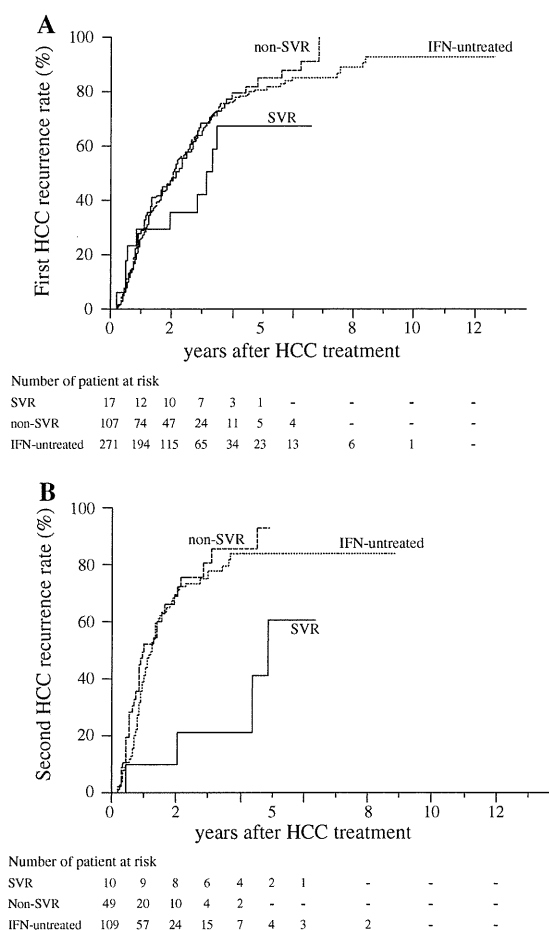 A
100
80
60
40
20
0
First HCC recurrence rate (%)
non-SVR
IFN-untreated
SVR
0 2 5 8 10 12
years after HCC treatment
Number of patient at risk
SVR 17 12 10 7 3 1 - - - -
non-SVR 107 74 47 24 11 5 4 - - -
IFN-untreated 271 194 115 65 34 23 13 6 1 -
B
100
80
60
40
20
0
Second HCC recurrence rate (%)
non-SVR
IFN-untreated
SVR
0 2 5 8 10 12
years after HCC treatment
Number of patient at risk
SVR 10 9 8 6 4 2 1 - - -
Non-SVR 49 20 10 4 2 - - - - -
IFN-untreated 109 57 24 15 7 4 3 2 - -